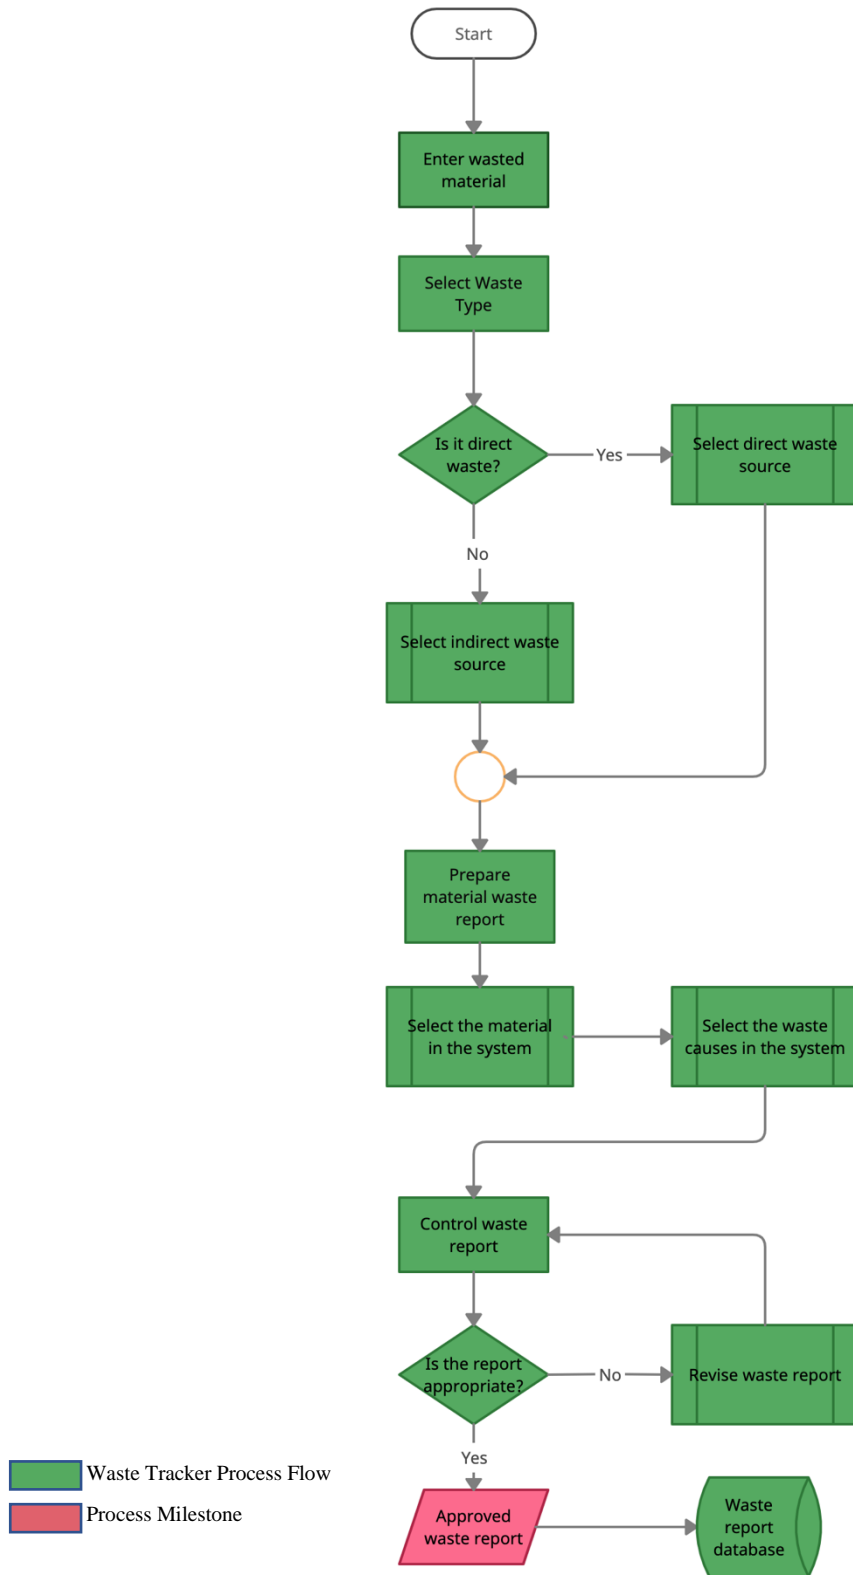 Start
Enter wasted
material
Select Waste
Type
Is it direct
waste?
Yes
Select direct waste
source
No
Select indirect waste
source
Prepare
material waste
report
Select the material
in the system
Select the waste
causes in the system
Control waste
report
Is the report
appropriate?
No
Revise waste report
Yes
Approved
waste report
Waste
report
database
Waste Tracker Process Flow
Process Milestone